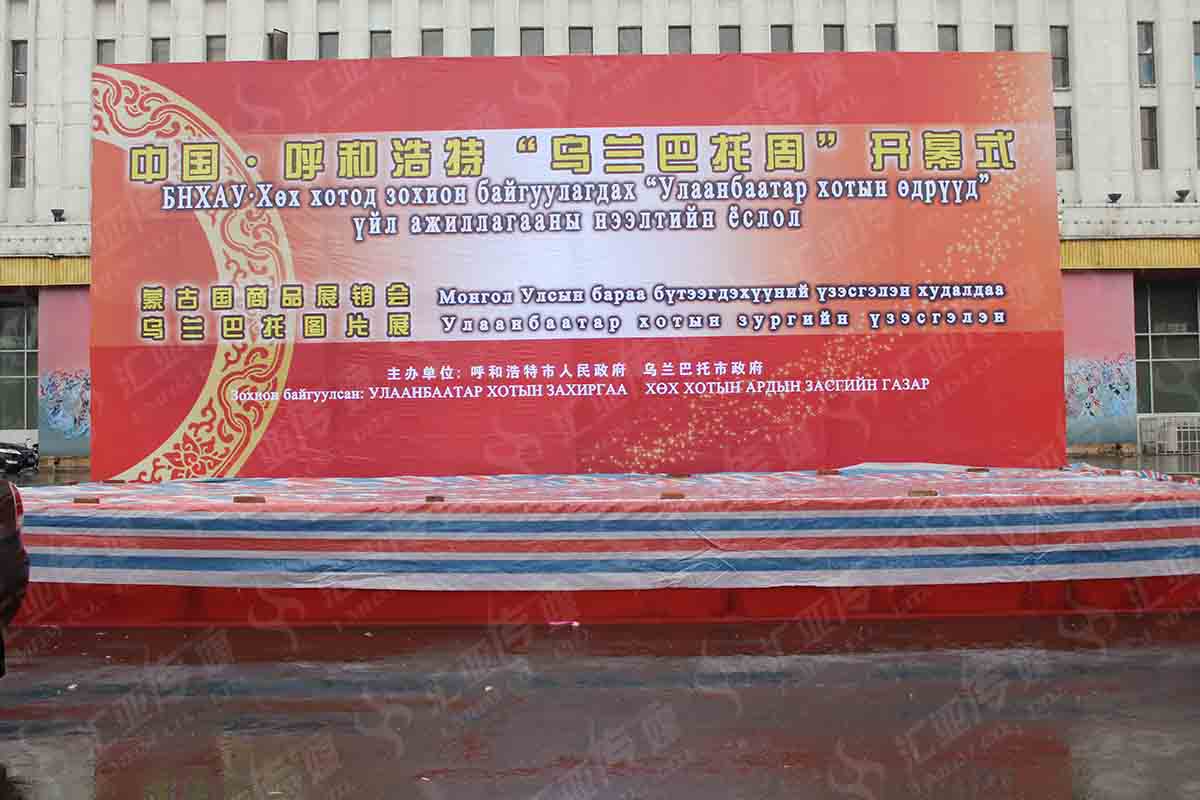 中国·呼和浩特“乌兰巴托周”开幕式
БНХАУ·Хөх хотод зохион байгуулагдах “Улаанбаатар хотын өдрүүд”
үйл ажиллагааны нээлтийн ёслол
蒙古国商品展销会 Монгол Улсын бараа бүтээгдэхүүний үзэсгэлэн худалдаа
乌兰巴托图片展 Улаанбаатар хотын зургийн үзэсгэлэн
主办单位：呼和浩特市人民政府 乌兰巴托市政府
Зохион байгуулсан: УЛААНБААТАР ХОТЫН ЗАХИРГАА ХӨХ ХОТЫН АРДЫН ЗАСГИЙН ГАЗАР
汇亚传媒